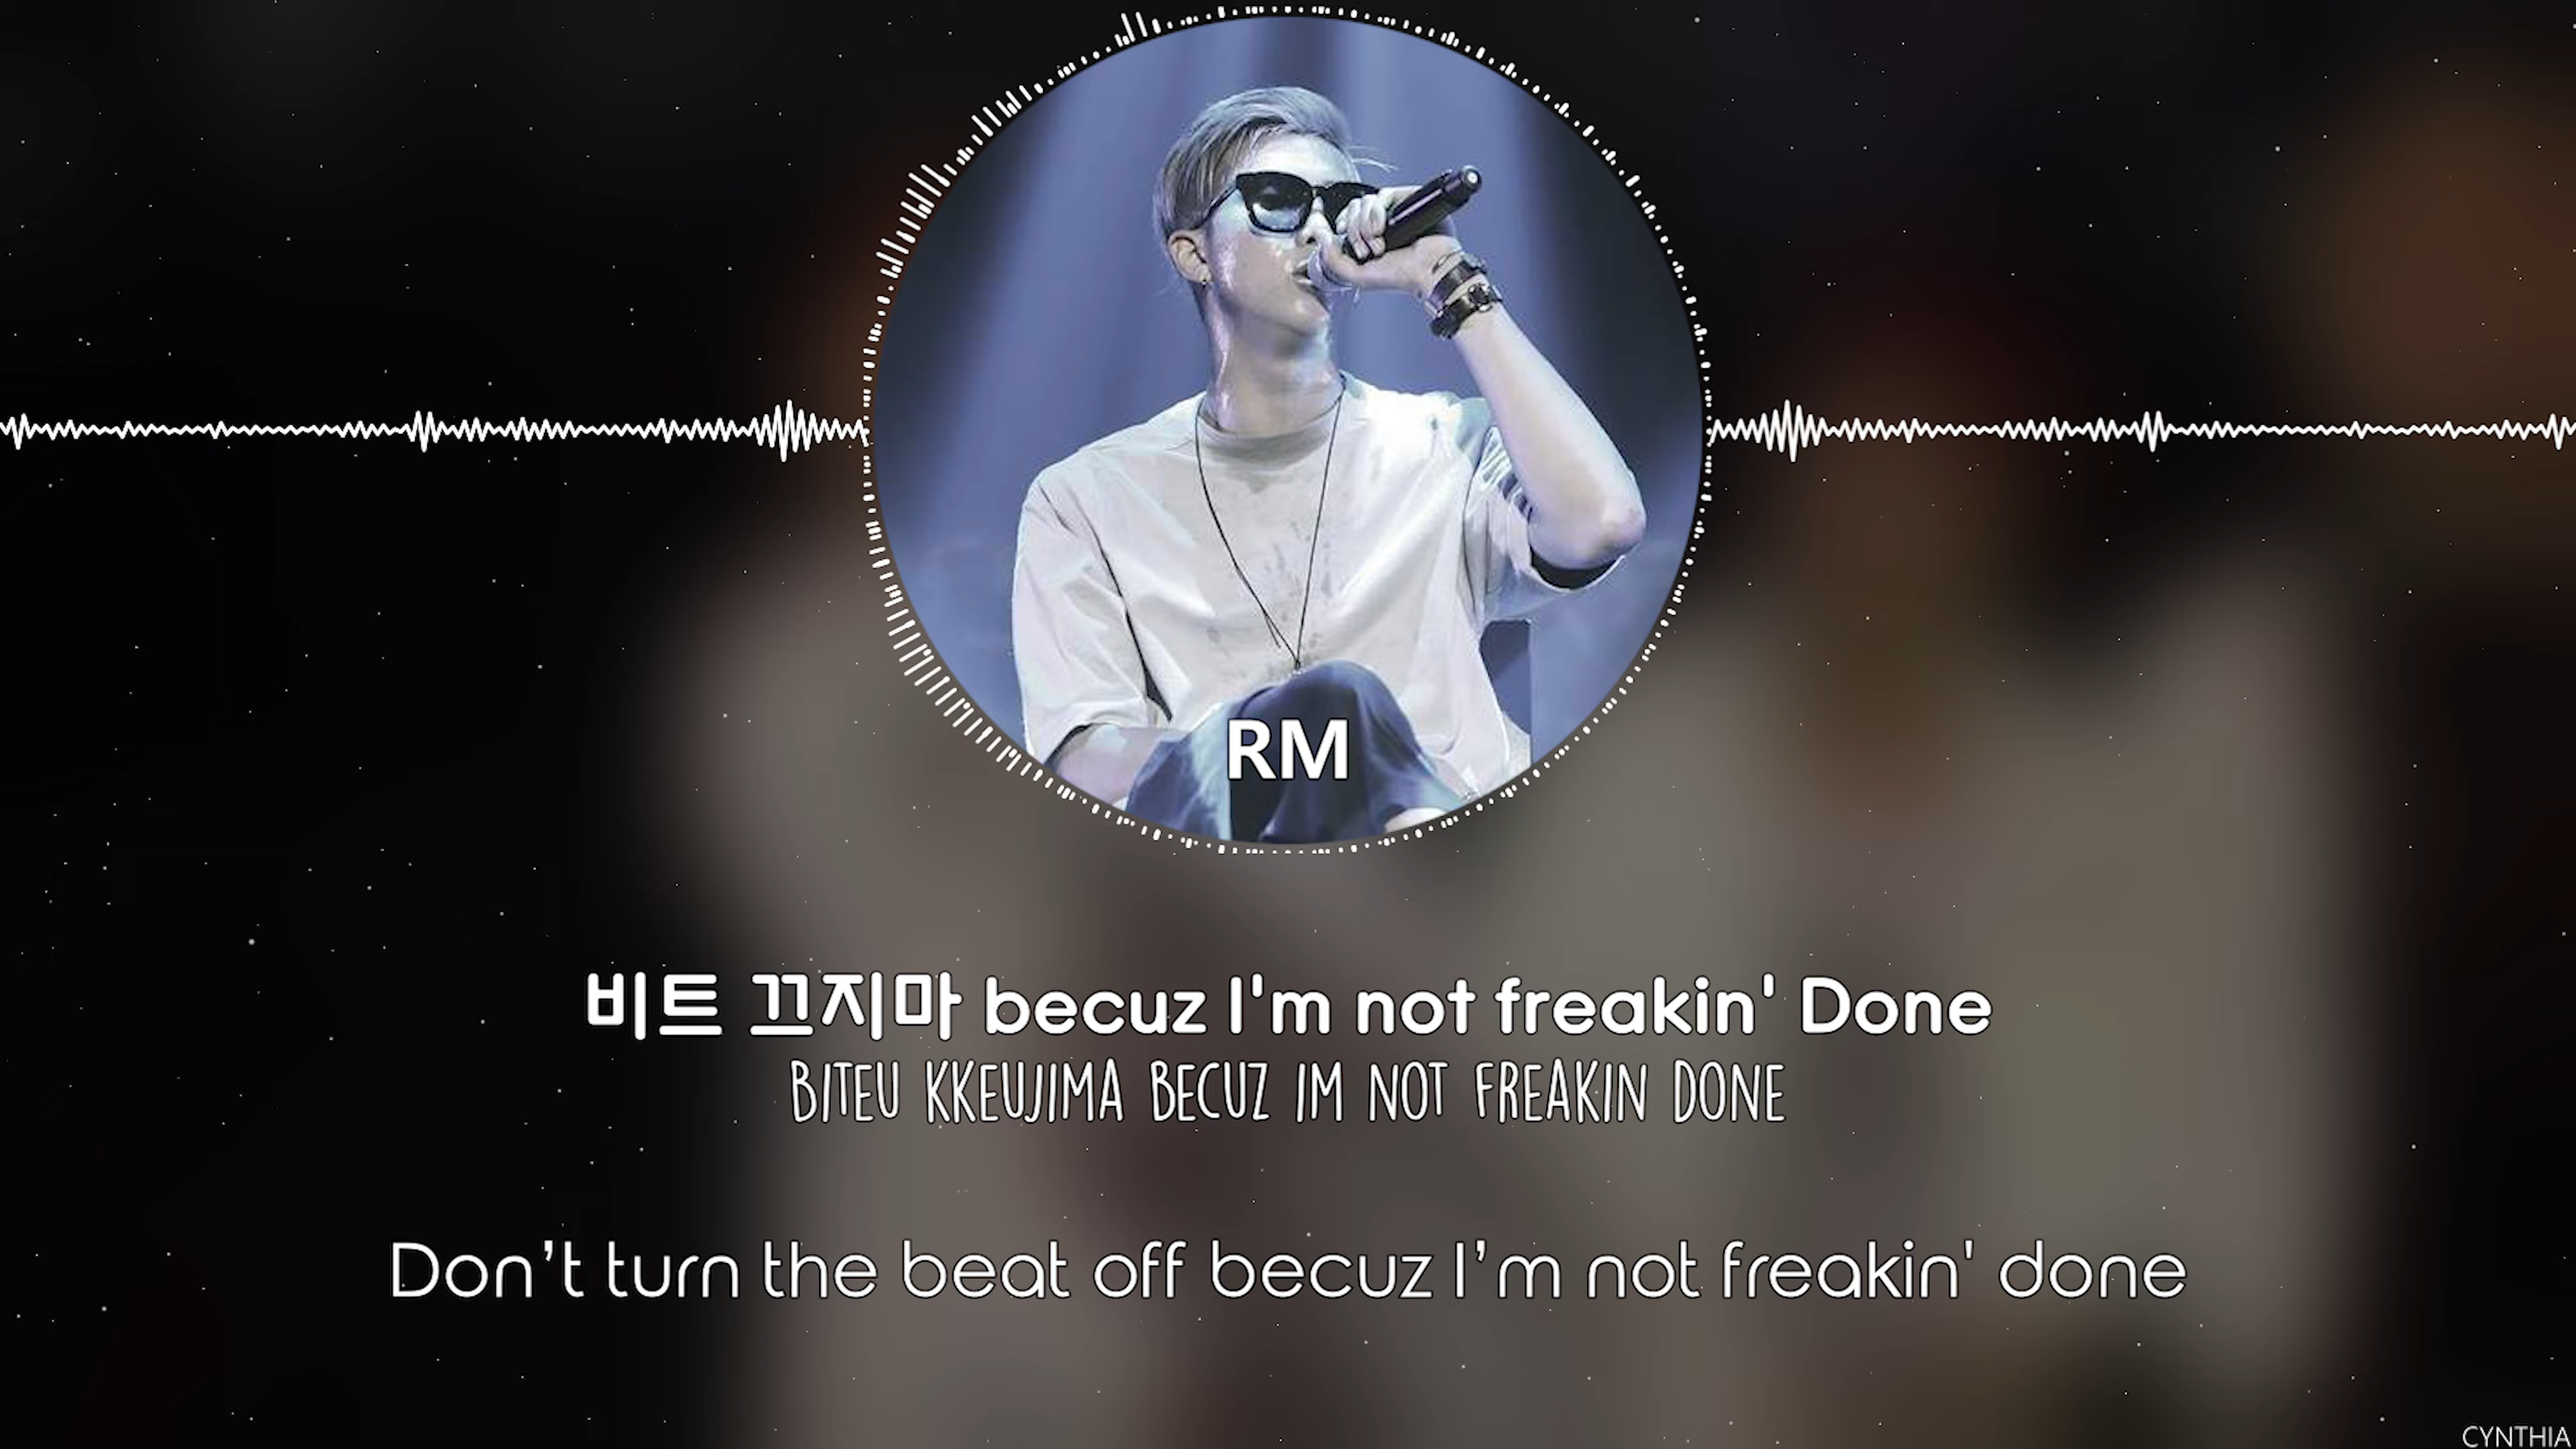 RM
비트 끄지마 becuz I'm not freakin' Done
BITEU KKEUJIMA BECUZ IM NOT FREAKIN DONE
Don’t turn the beat off becuz I’m not freakin' done
CYNTHIA